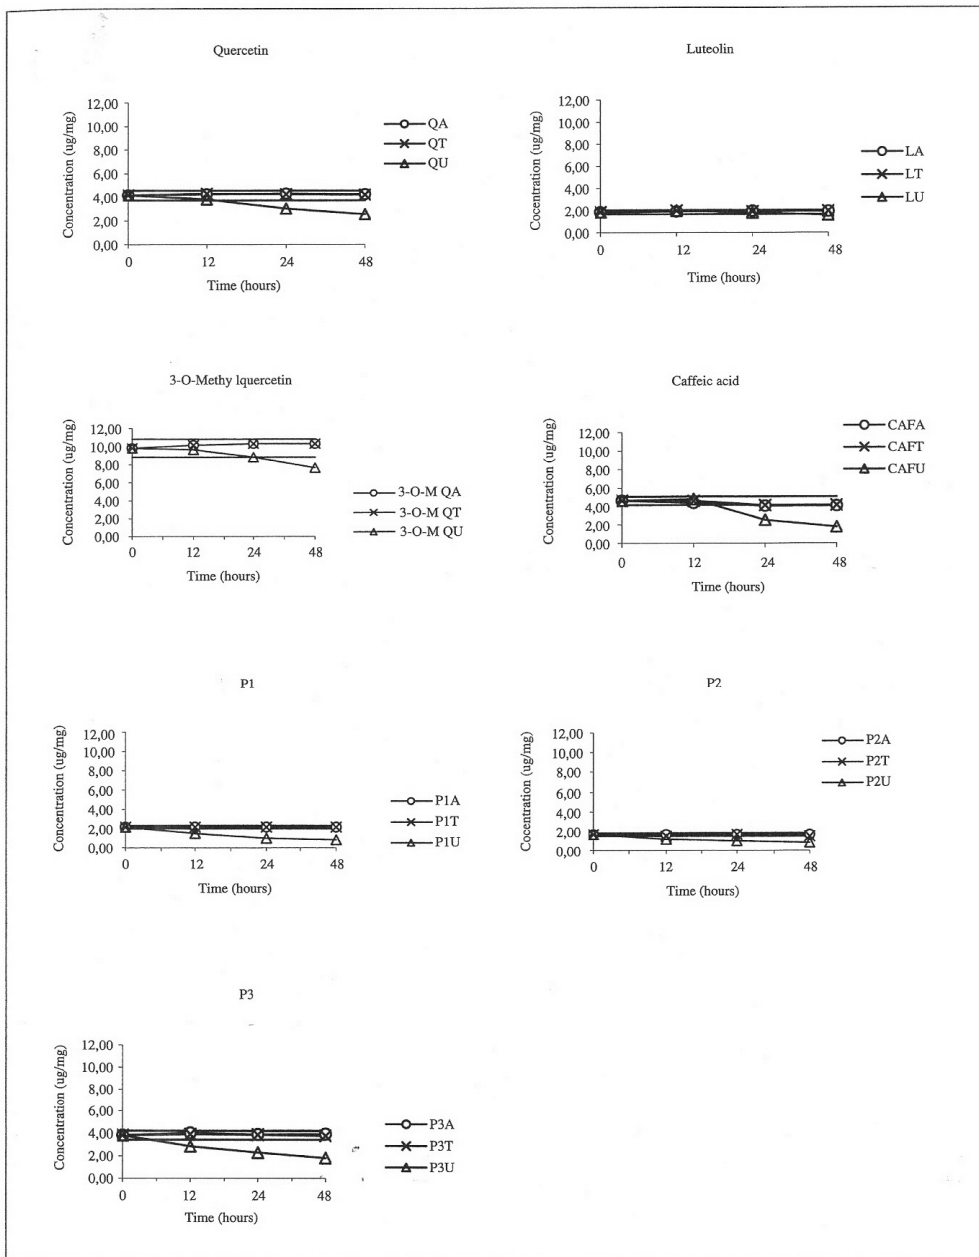 Quercetin
Concentration (ug/mg)
12,00
10,00
8,00
6,00
4,00
2,00
0,00
0
12
24
48
Time (hours)
QA
QT
QU
Luteolin
Cocentration (ug/mg)
12,00
10,00
8,00
6,00
4,00
2,00
0,00
0
12
24
48
Time (hours)
LA
LT
LU
3-O-Methy lquercetin
Concentration (ug/mg)
12,00
10,00
8,00
6,00
4,00
2,00
0,00
0
12
24
48
Time (hours)
3-O-M QA
3-O-M QT
3-O-M QU
Caffeic acid
Concentration (ug/mg)
12,00
10,00
8,00
6,00
4,00
2,00
0,00
0
12
24
48
Time (hours)
CAFA
CAFT
CAFU
P1
Concentration (ug/mg)
12,00
10,00
8,00
6,00
4,00
2,00
0,00
0
12
24
48
Time (hours)
P1A
P1T
P1U
P2
Cocentration (ug/mg)
12,00
10,00
8,00
6,00
4,00
2,00
0,00
0
12
24
48
Time (hours)
P2A
P2T
P2U
P3
Concentration (ug/mg)
12,00
10,00
8,00
6,00
4,00
2,00
0,00
0
12
24
48
Time (hours)
P3A
P3T
P3U